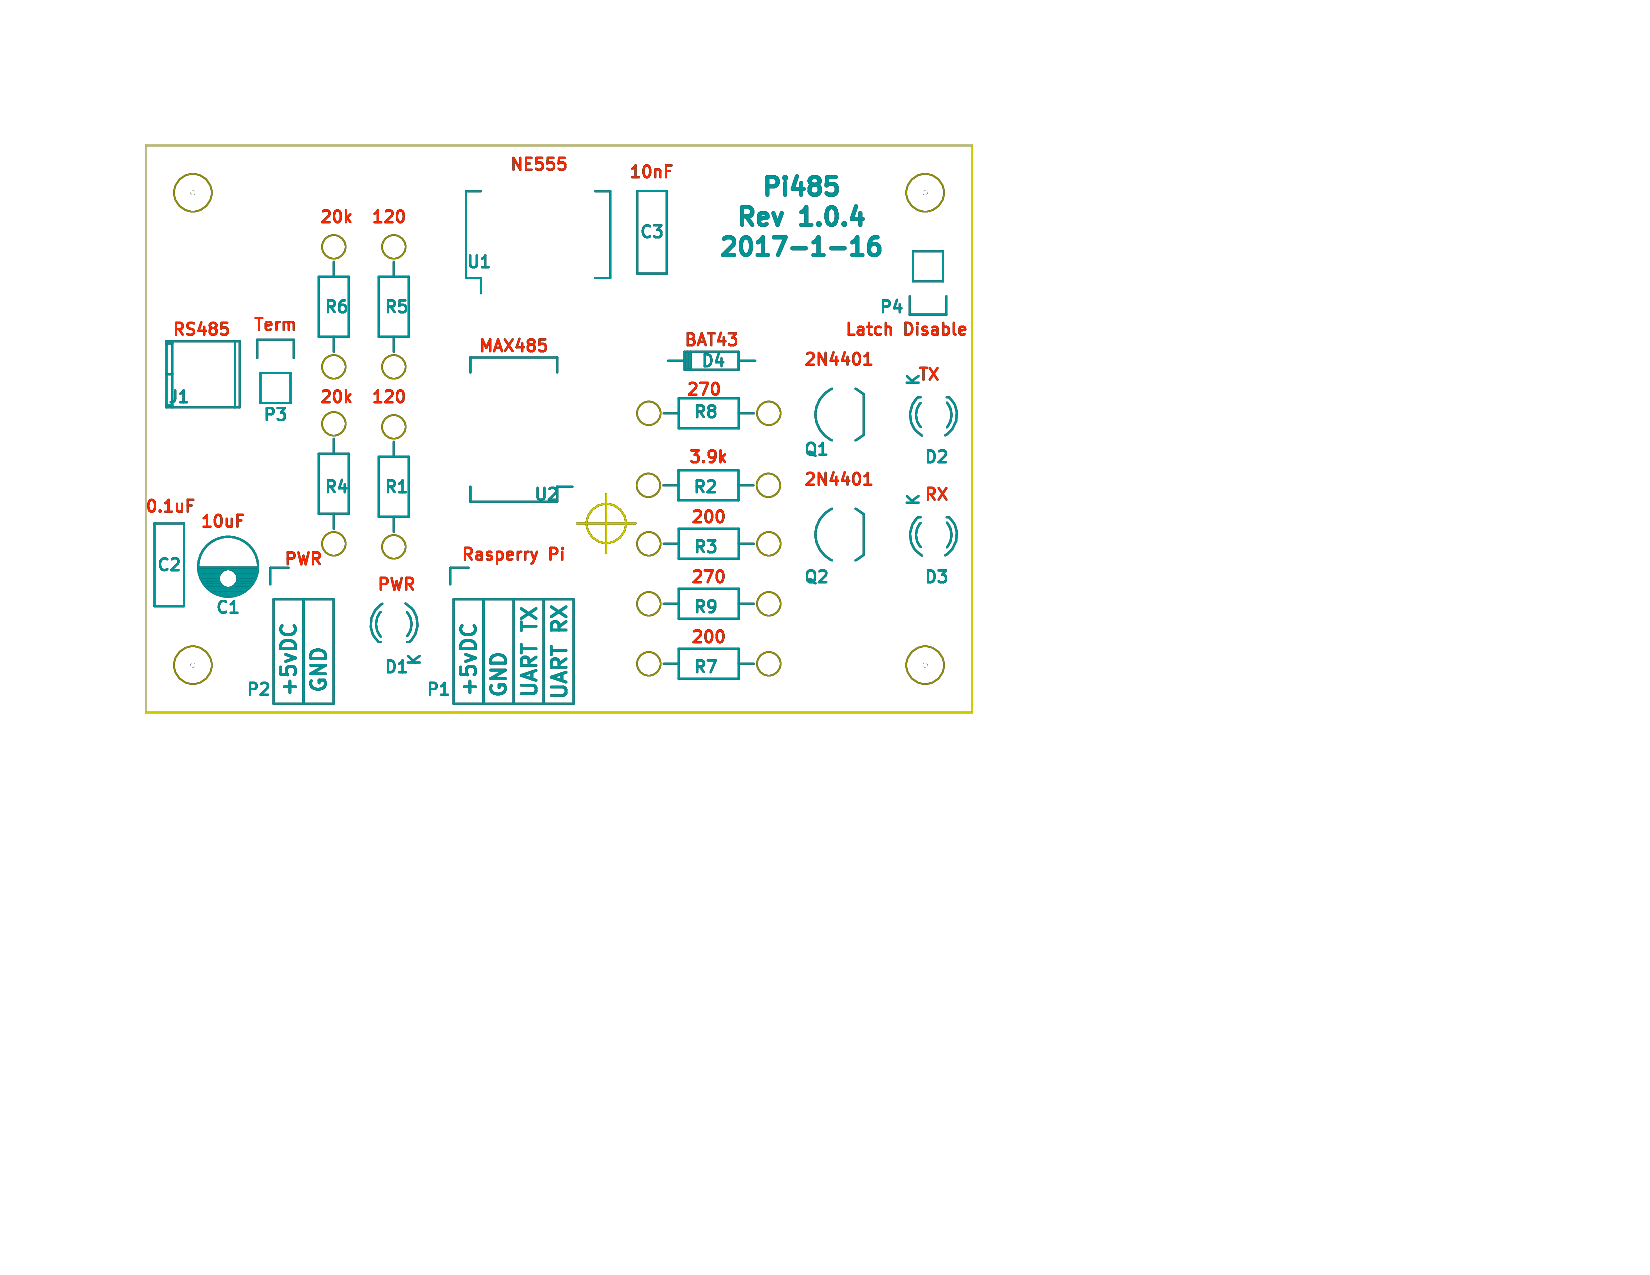 NE555
10nF
Pi485
Rev 1.0.4
2017-1-16
20k
120
C3
U1
R6
R5
P4
RS485
Term
Latch Disable
MAX485
BAT43
D4
2N4401
TX
K
270
J1
20k
120
P3
R8
Q1
D2
3.9k
2N4401
R4
R1
R2
U2
K
RX
0.1uF
10uF
200
PWR
Rasperry Pi
R3
C2
C1
Q2
D3
270
PWR
R9
+5vDC
GND
P2
D1
K
P1
+5vDC
GND
UART TX
UART RX
200
R7